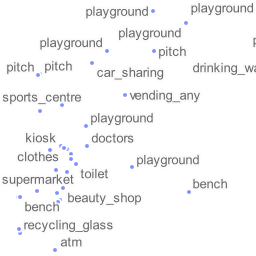 playground
playground
playground
playground
pitch
pitch
pitch
car_sharing
drinking_wa
sports_centre
vending_any
playground
kiosk
doctors
clothes
playground
toilet
supermarket
bench
beauty_shop
bench
recycling_glass
atm